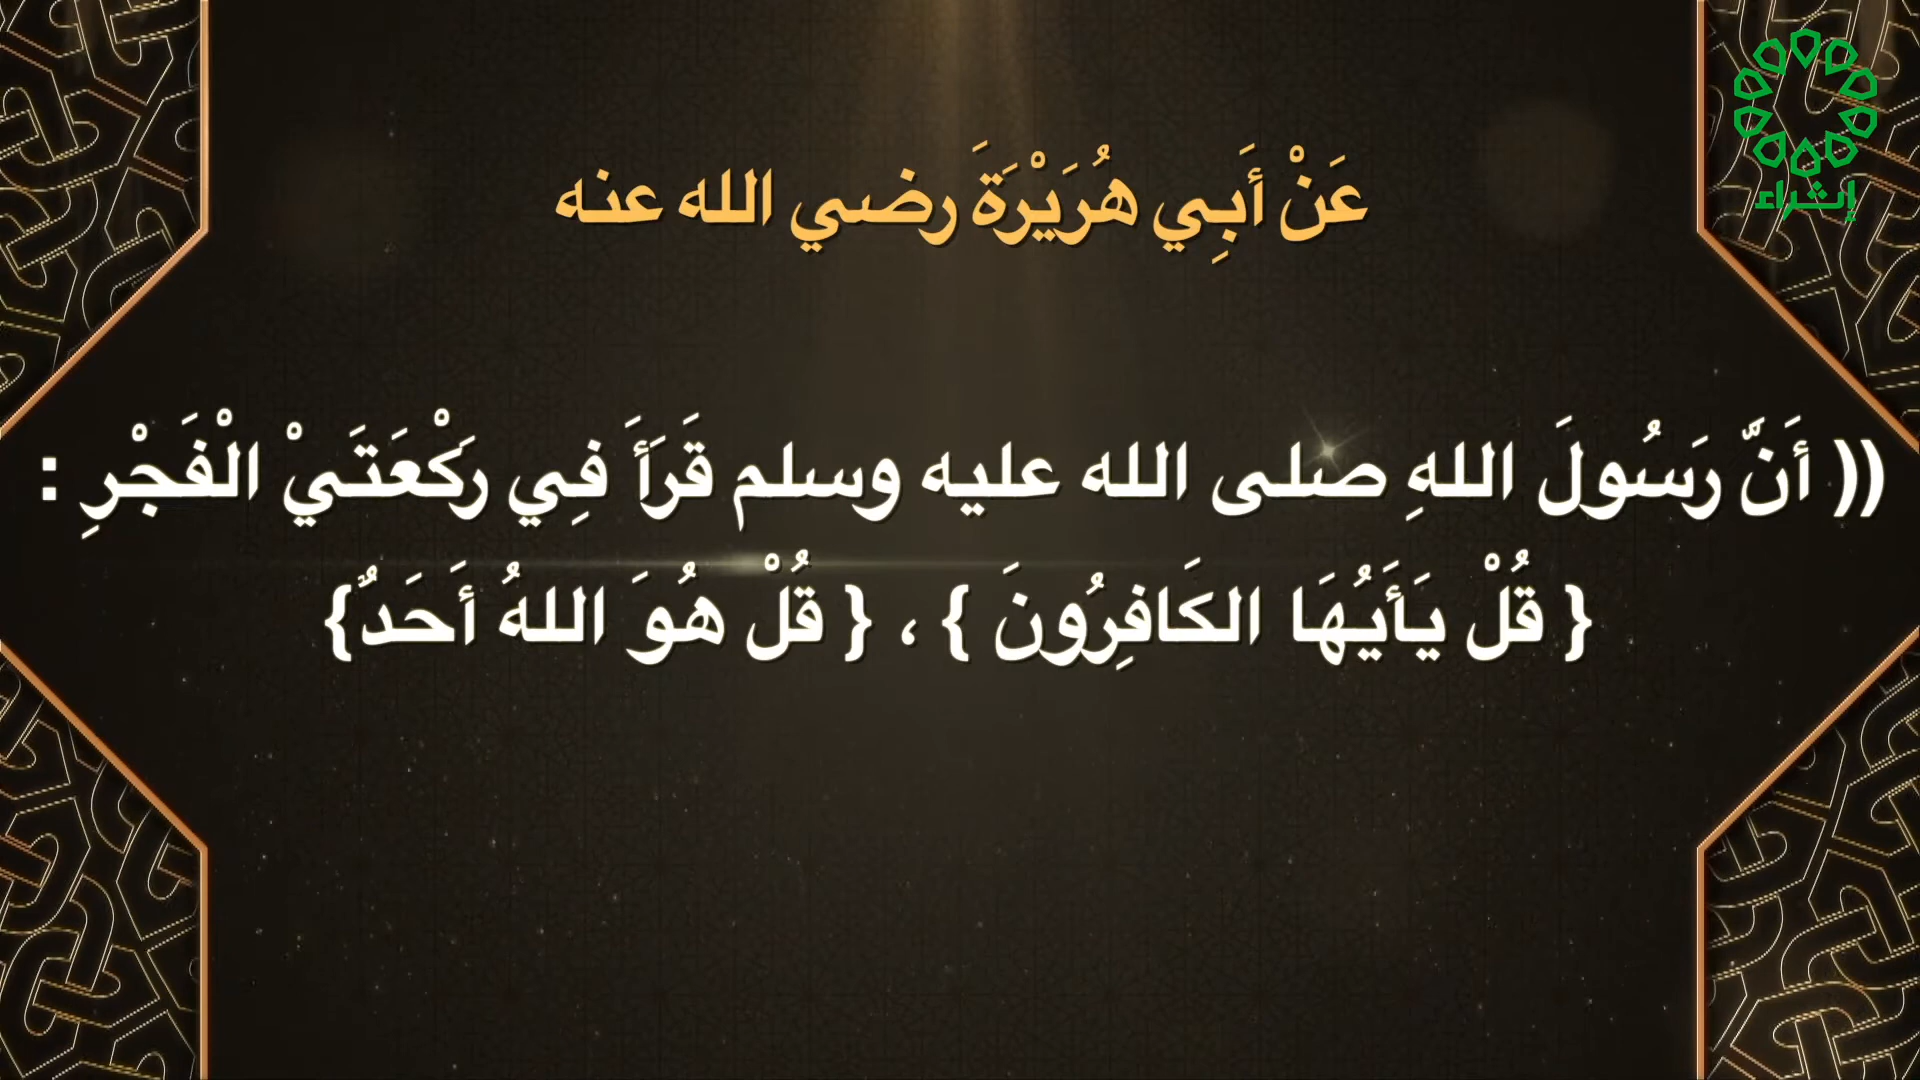 إثراء
عَنْ أَبِي هُرَيْرَةَ رضي الله عنه
(( أَنَّ رَسُولَ اللهِ صلى الله عليه وسلم قَرَأَ فِي رَكْعَتَيْ الْفَجْرِ :
{ قُلْ يَأَيُهَا الكَافِرُونَ } ، { قُلْ هُوَ اللهُ أَحَدٌ}